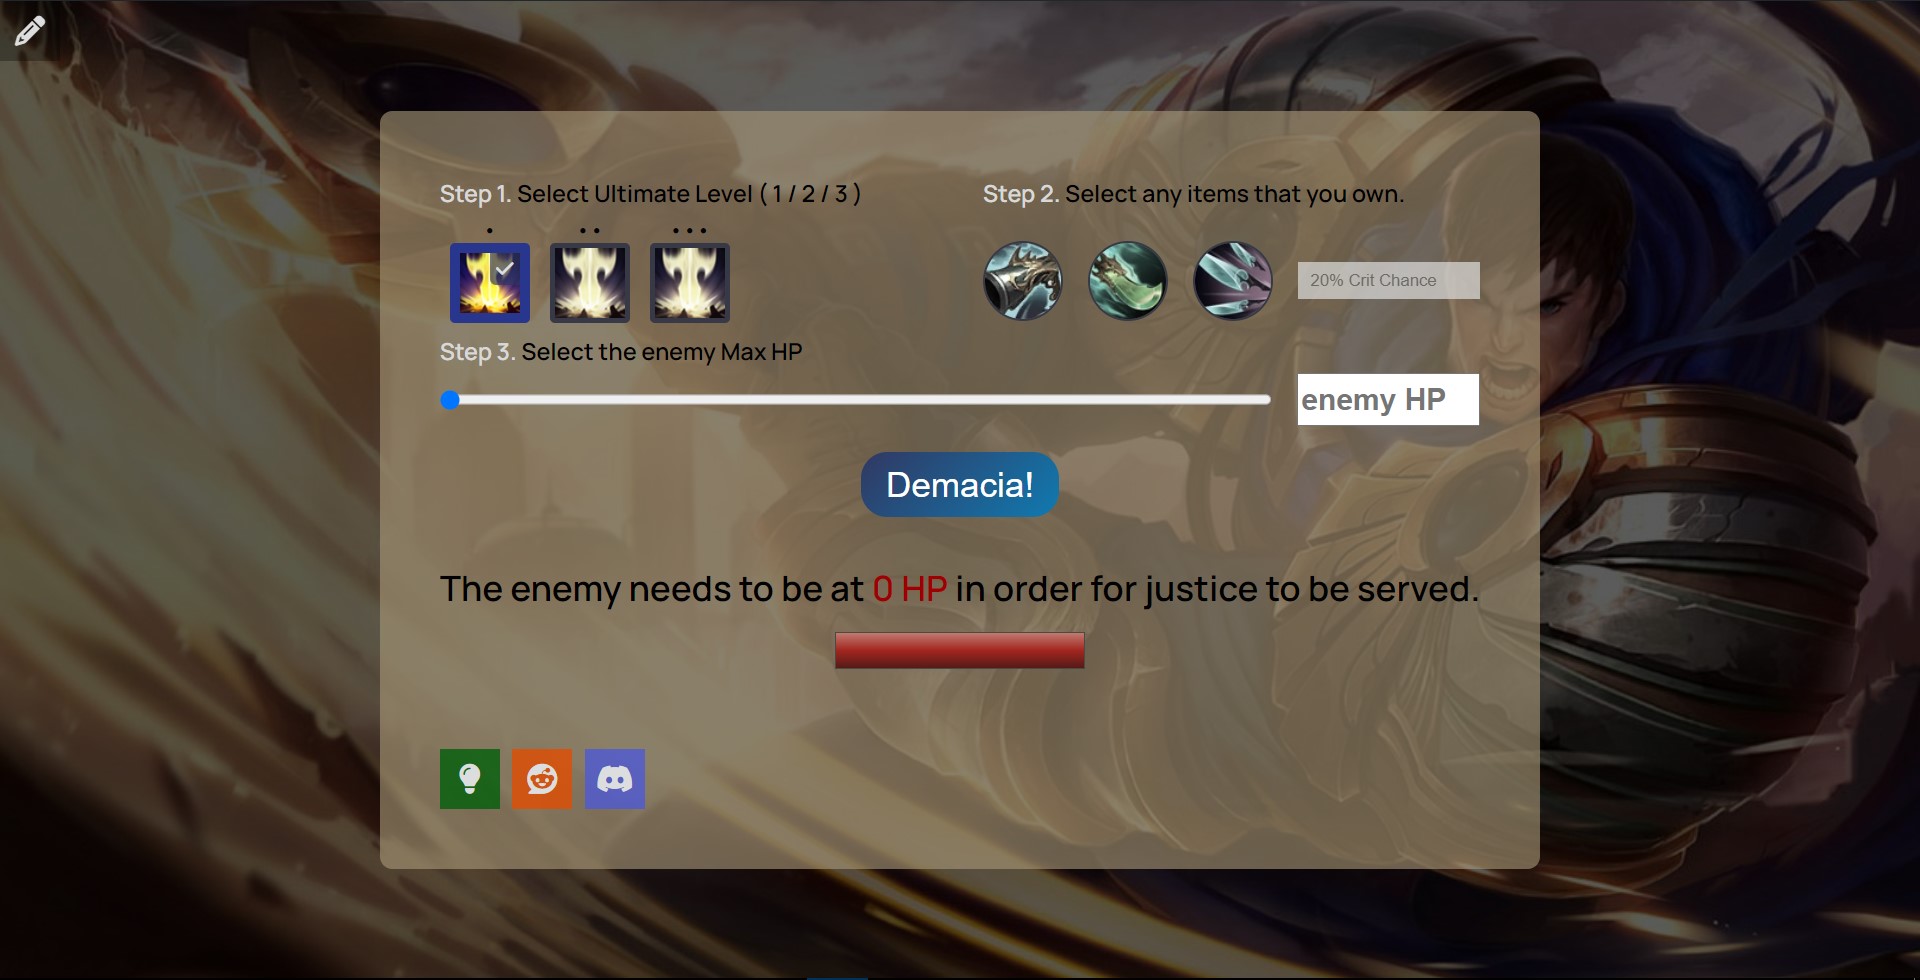 Step 1. Select Ultimate Level ( 1 / 2 / 3 )
Step 2. Select any items that you own.
20% Crit Chance
Step 3. Select the enemy Max HP
enemy HP
Demacia!
The enemy needs to be at 0 HP in order for justice to be served.